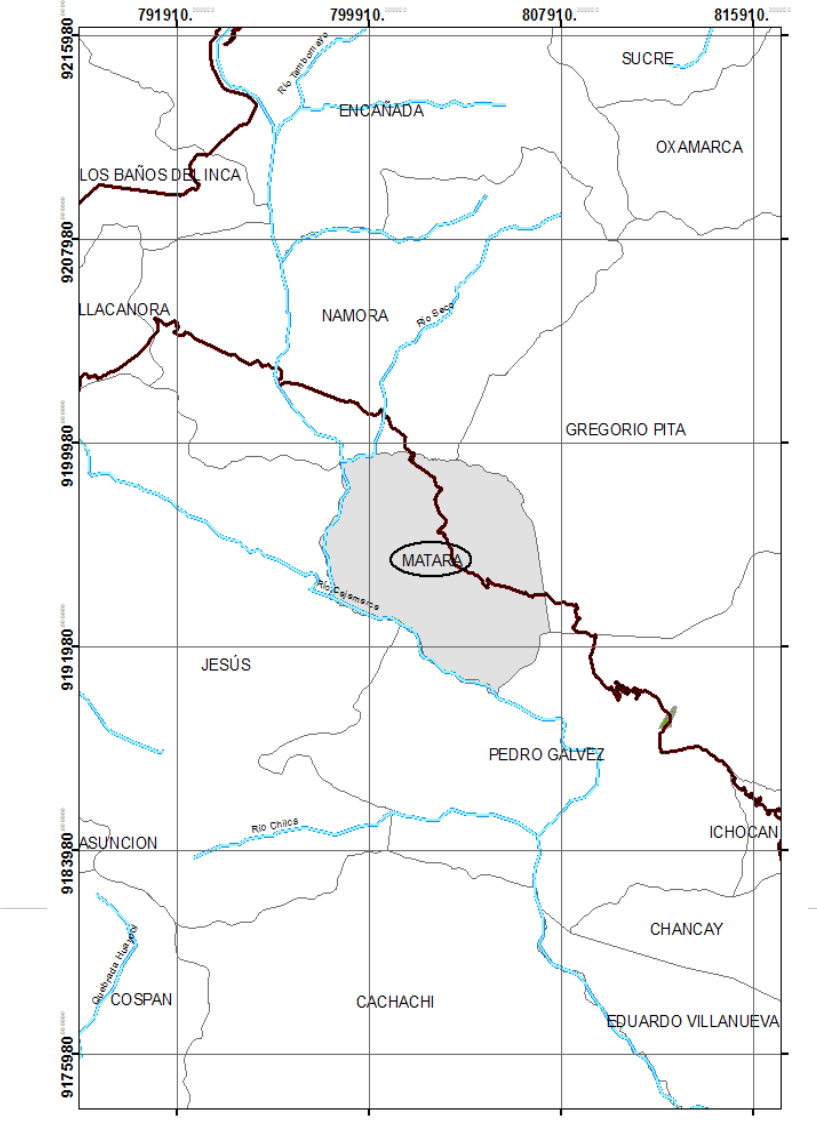 791910.
799910.
807910.
815910.
9215980
SUCRE
Río Tambomayo
ENCAÑADA
OXAMARCA
LOS BAÑOS DEL INCA
9207980
LLACANORA
NAMORA
Río Seco
GREGORIO PITA
9199980
MATARA
Río Cajamarca
9191980
JESÚS
PEDRO GALVEZ
Río Chilca
ICHOCAN
ASUNCION
9183980
CHANCAY
Quebrada
COSPAN
CACHACHI
EDUARDO VILLANUEVA
9175980